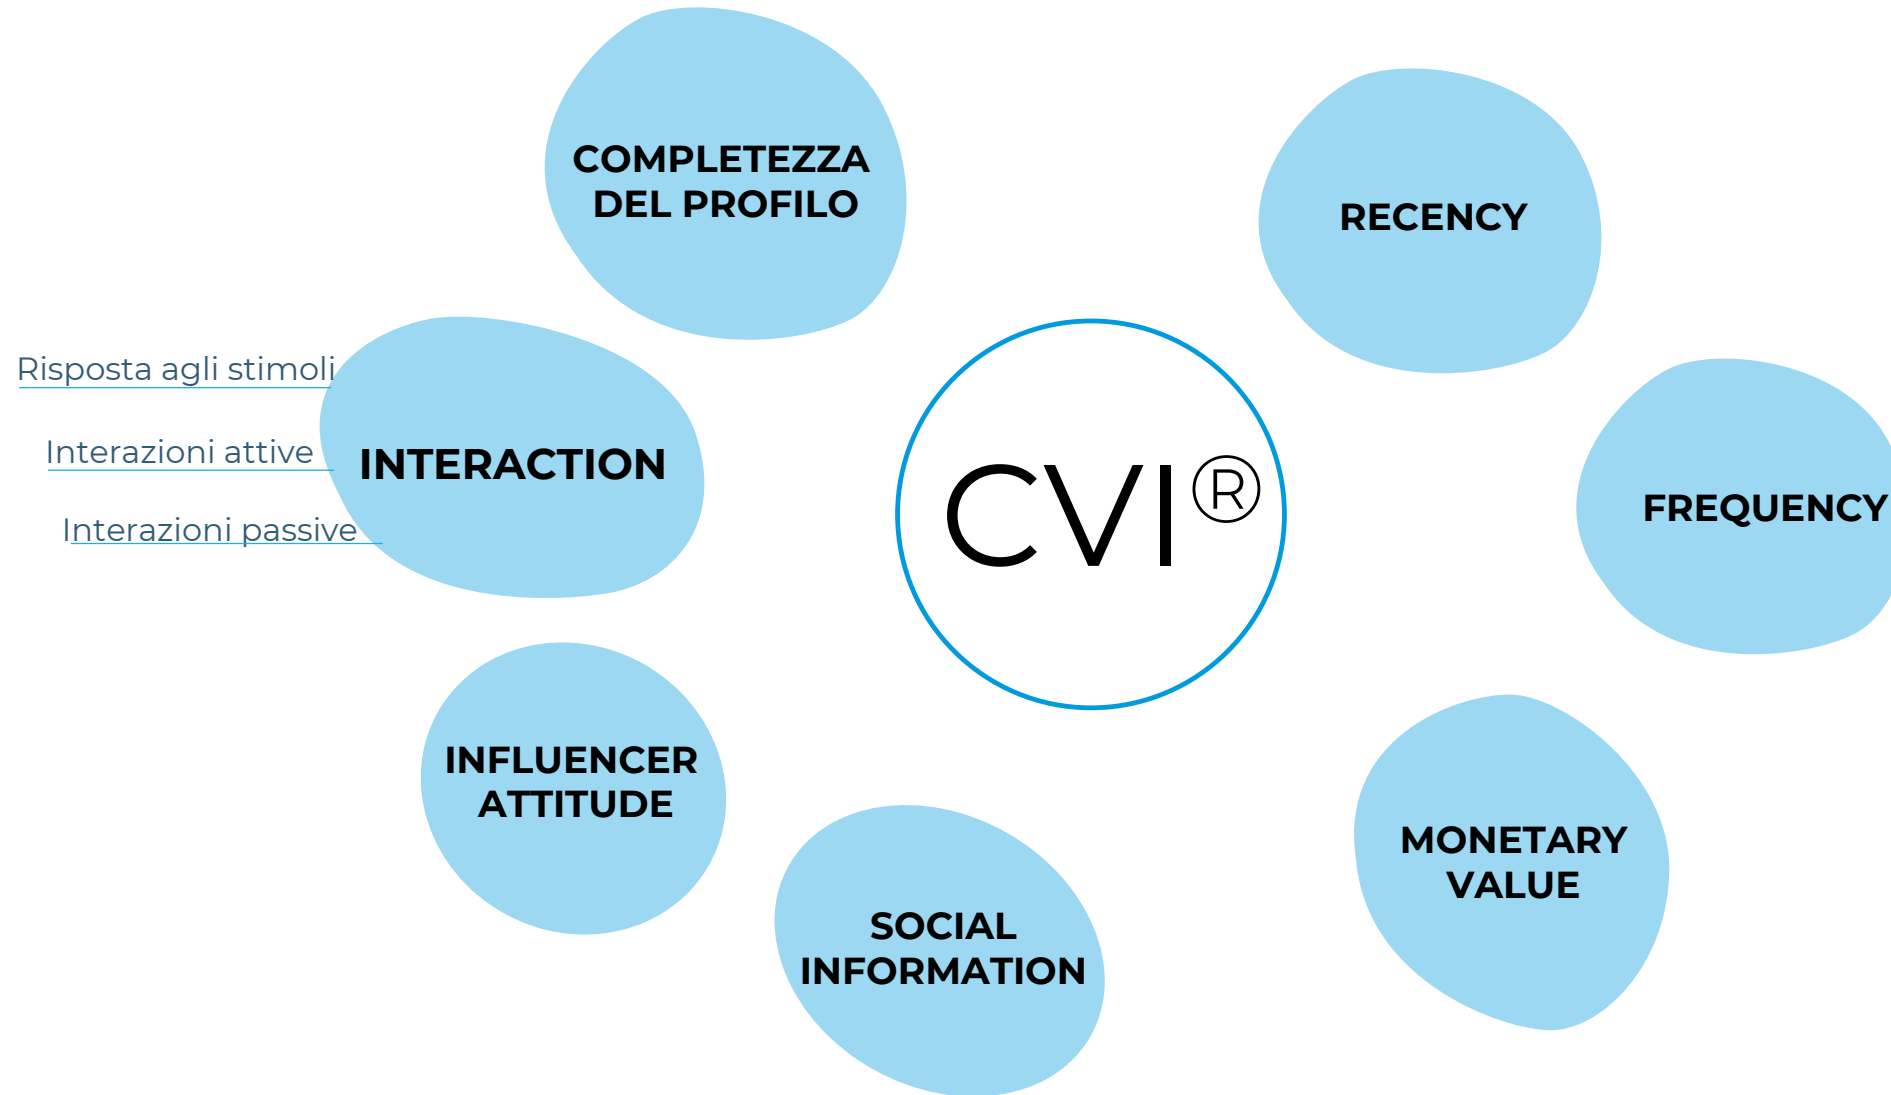 COMPLETEZZA
DEL PROFILO
RECENCY
Risposta agli stimoli
Interazioni attive
Interazioni passive
INTERACTION
CVI®
FREQUENCY
INFLUENCER
ATTITUDE
MONETARY
VALUE
SOCIAL
INFORMATION